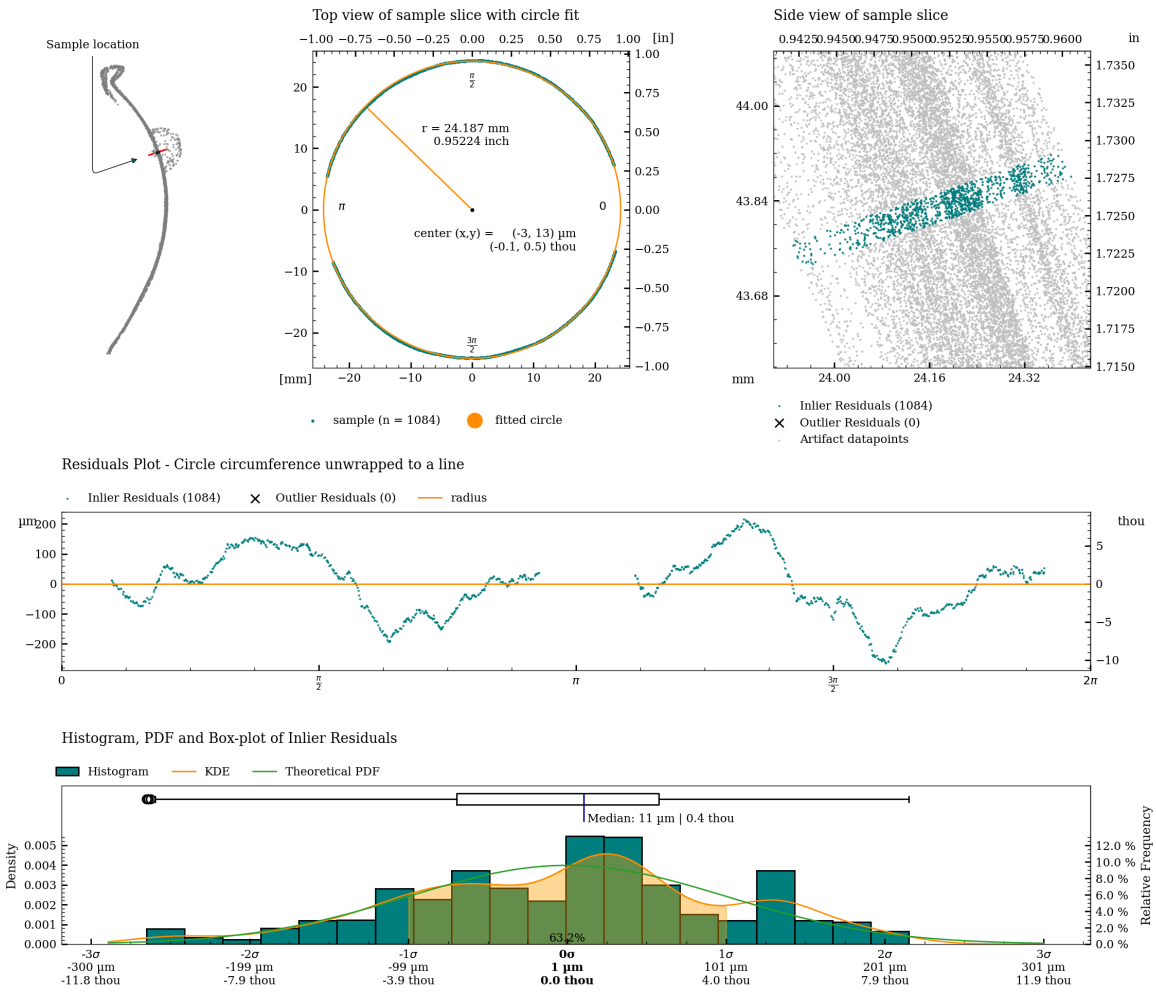 Top view of sample slice with circle fit
Side view of sample slice
Sample location
−1.00 −0.75 −0.50 −0.25 0.00 0.25 0.50 0.75 1.00 [in]
0.9425 0.9450 0.9475 0.9500 0.9525 0.9550 0.9575 0.9600 in
20
10
0
−10
−20
1.00
0.75
0.50
0.25
0.00
−0.25
−0.50
−0.75
−1.00
π/2
r = 24.187 mm
0.95224 inch
π
0
center (x,y) = (-3, 13) µm
(-0.1, 0.5) thou
3π/2
[mm] −20 −10 0 10 20
44.00
43.84
43.68
1.7350
1.7325
1.7300
1.7275
1.7250
1.7225
1.7200
1.7175
1.7150
mm 24.00 24.16 24.32
sample (n = 1084) fitted circle
Inlier Residuals (1084)
Outlier Residuals (0)
Artifact datapoints
Residuals Plot - Circle circumference unwrapped to a line
Inlier Residuals (1084) Outlier Residuals (0) radius
µm
thou
200
100
0
−100
−200
5
0
−5
−10
0 π/2 π 3π/2 2π
Histogram, PDF and Box-plot of Inlier Residuals
Histogram KDE Theoretical PDF
Median: 11 µm | 0.4 thou
Density
0.005
0.004
0.003
0.002
0.001
0.000
Relative Frequency
12.0 %
10.0 %
8.0 %
6.0 %
4.0 %
2.0 %
0.0 %
63.2%
-3σ -2σ -1σ 0σ 1σ 2σ 3σ
-300 µm -199 µm -99 µm 1 µm 101 µm 201 µm 301 µm
-11.8 thou -7.9 thou -3.9 thou 0.0 thou 4.0 thou 7.9 thou 11.9 thou